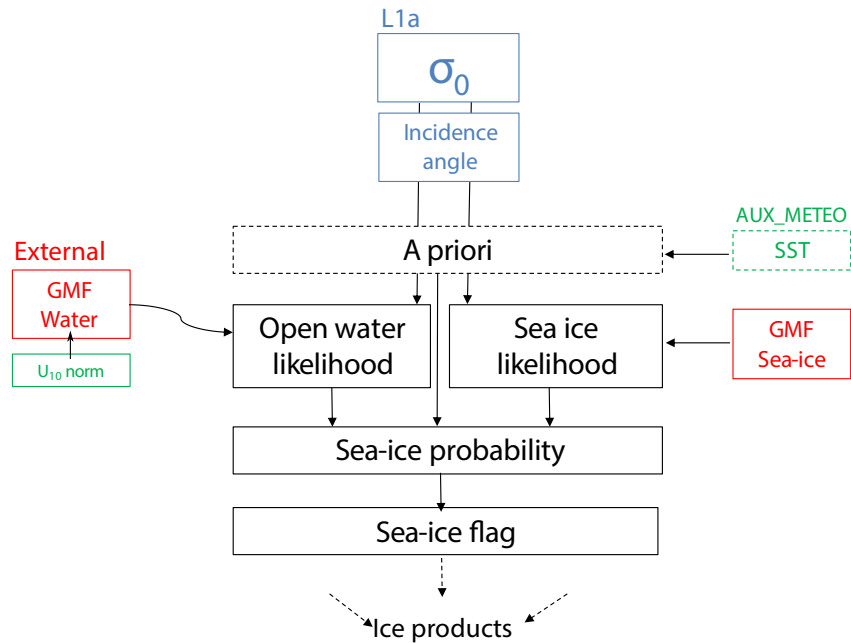 L1a
σ₀
Incidence
angle
AUX_METEO
SST
A priori
External
GMF
Water
U₁₀ norm
Open water
likelihood
Sea ice
likelihood
GMF
Sea-ice
Sea-ice probability
Sea-ice flag
Ice products